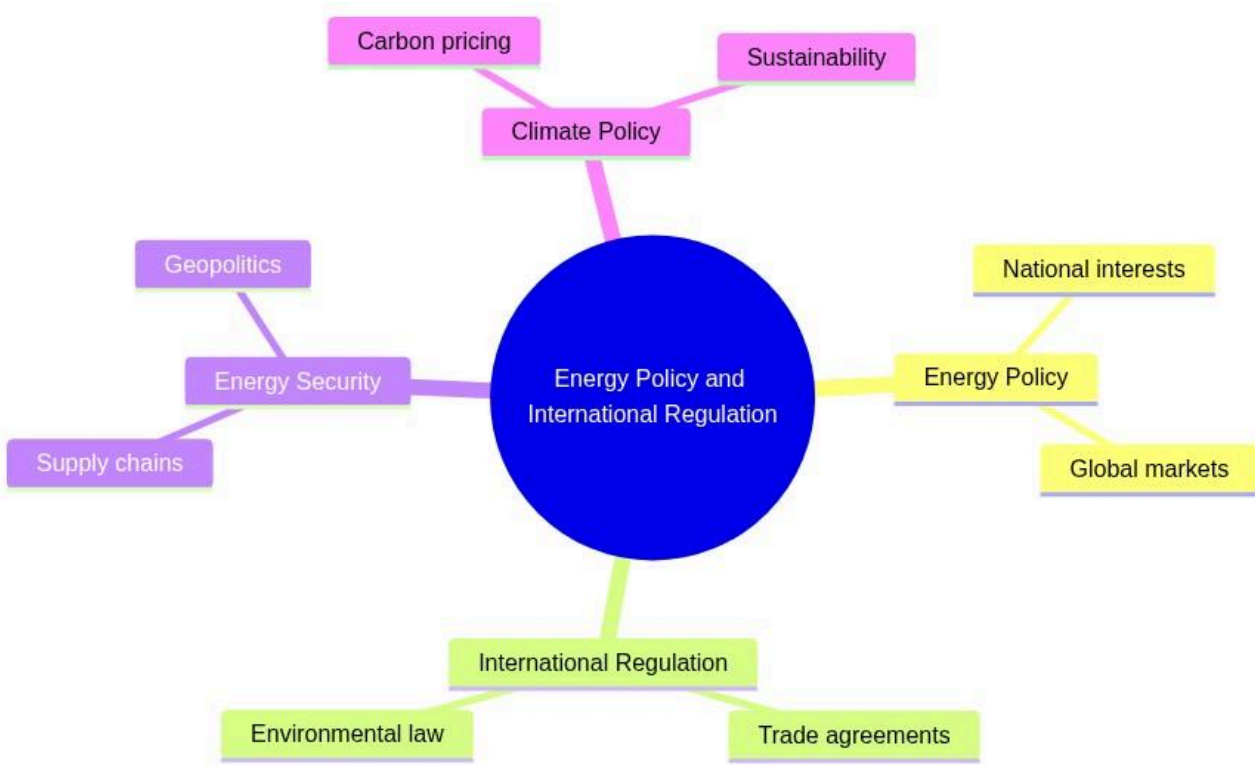 Carbon pricing
Sustainability
Climate Policy
Geopolitics
National interests
Energy Security
Energy Policy and
International Regulation
Energy Policy
Supply chains
Global markets
International Regulation
Environmental law
Trade agreements